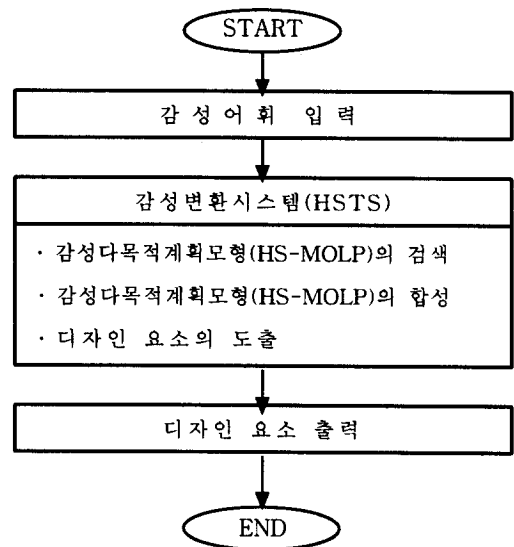 START
감성어휘 입력
감성변환시스템(HSTS)
· 감성다목적계획모형(HS-MOLP)의 검색
· 감성다목적계획모형(HS-MOLP)의 합성
· 디자인 요소의 도출
디자인 요소 출력
END